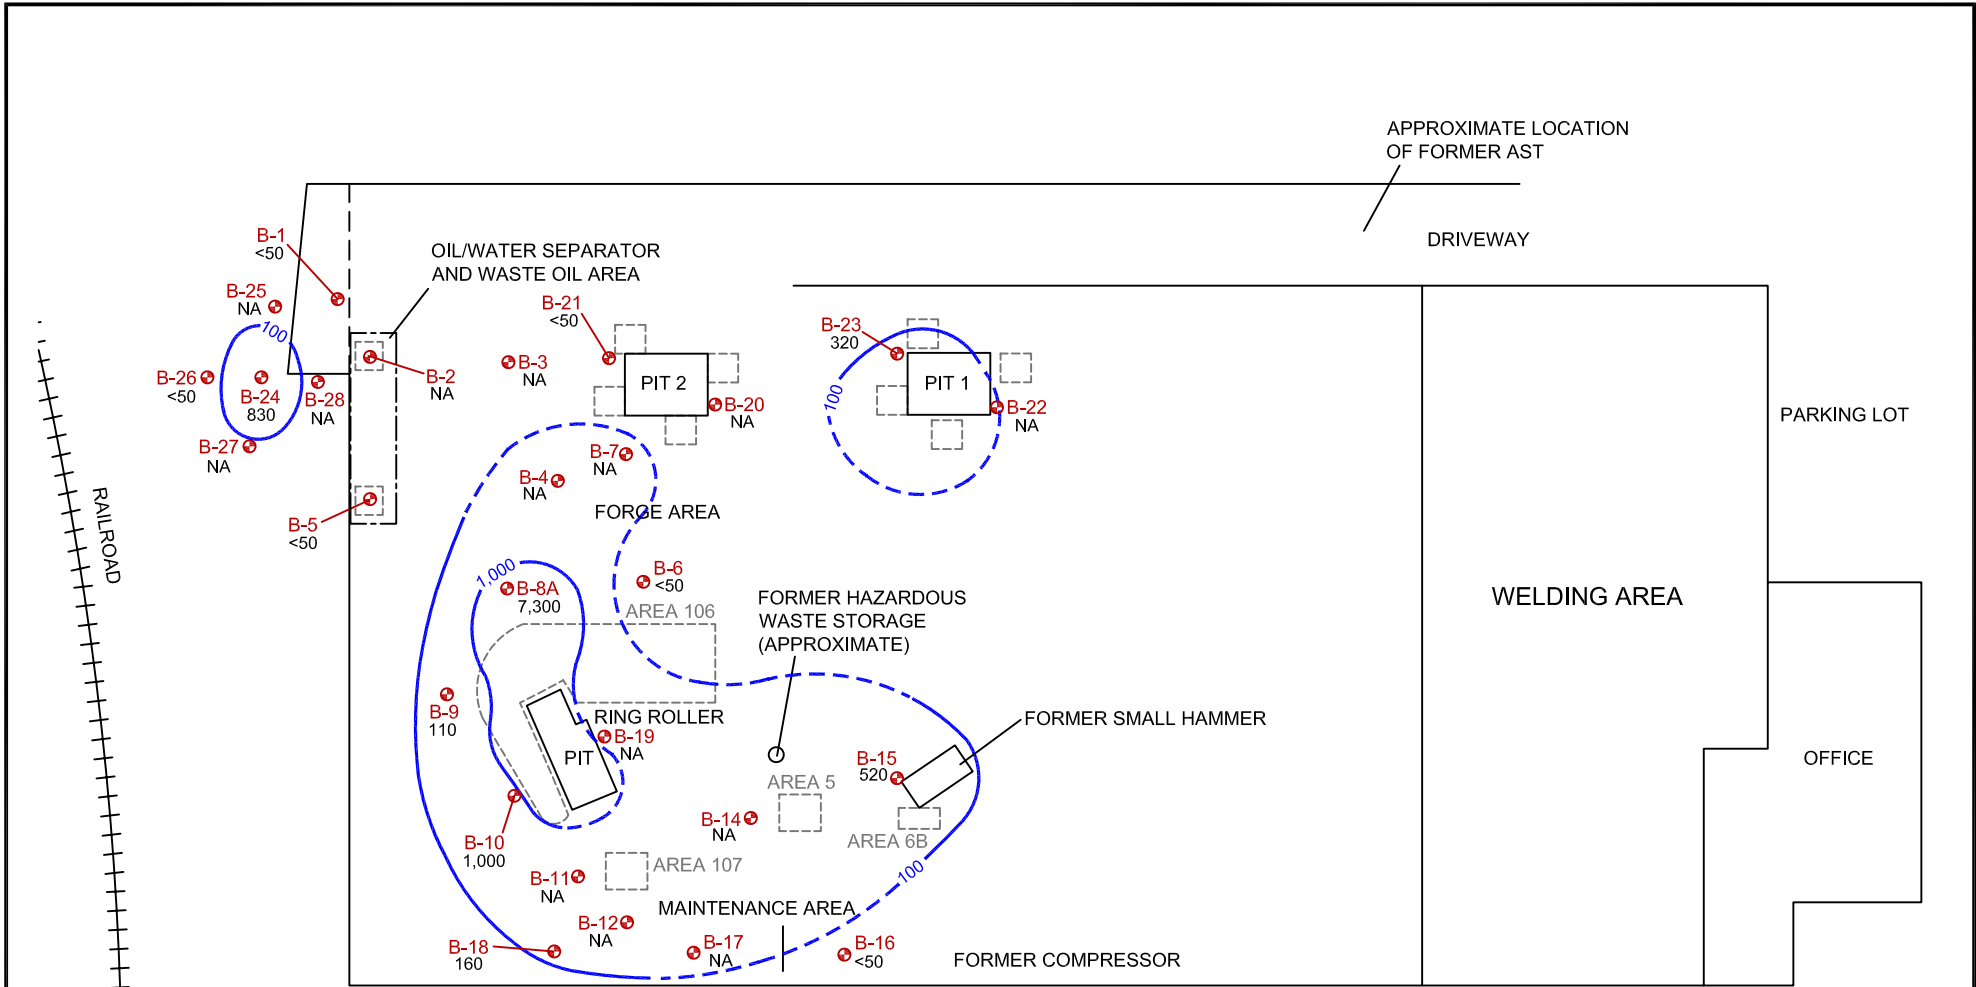 APPROXIMATE LOCATION
OF FORMER AST
DRIVEWAY
B-1
<50
OIL/WATER SEPARATOR
AND WASTE OIL AREA
B-25
NA
100
B-21
<50
B-23
320
B-3
NA
B-2
NA
PIT 2
PIT 1
B-26
<50
B-24
830
B-28
NA
B-20
NA
100
B-22
NA
PARKING LOT
B-27
NA
B-7
NA
B-4
NA
FORGE AREA
B-5
<50
RAILROAD
1,000
B-8A
7,300
B-6
<50
AREA 106
FORMER HAZARDOUS
WASTE STORAGE
(APPROXIMATE)
WELDING AREA
B-9
110
RING ROLLER
B-19
NA
PIT
FORMER SMALL HAMMER
B-15
520
OFFICE
AREA 5
B-14
NA
AREA 6B
B-10
1,000
AREA 107
100
B-11
NA
MAINTENANCE AREA
B-12
NA
B-18
160
B-17
NA
B-16
<50
FORMER COMPRESSOR